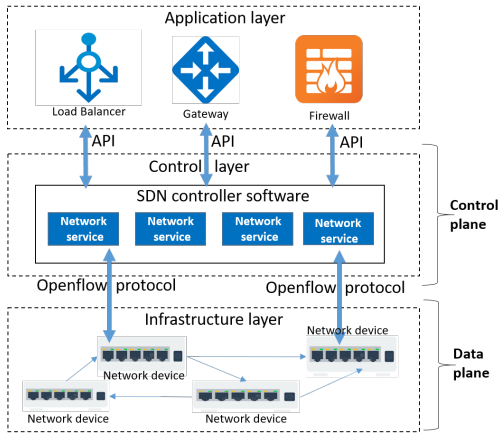 Application layer
Load Balancer
Gateway
Firewall
API
API
API
Control layer
SDN controller software
Network service
Network service
Network service
Network service
Control plane
Openflow protocol
Openflow protocol
Infrastructure layer
Network device
Network device
Data plane
Network device
Network device